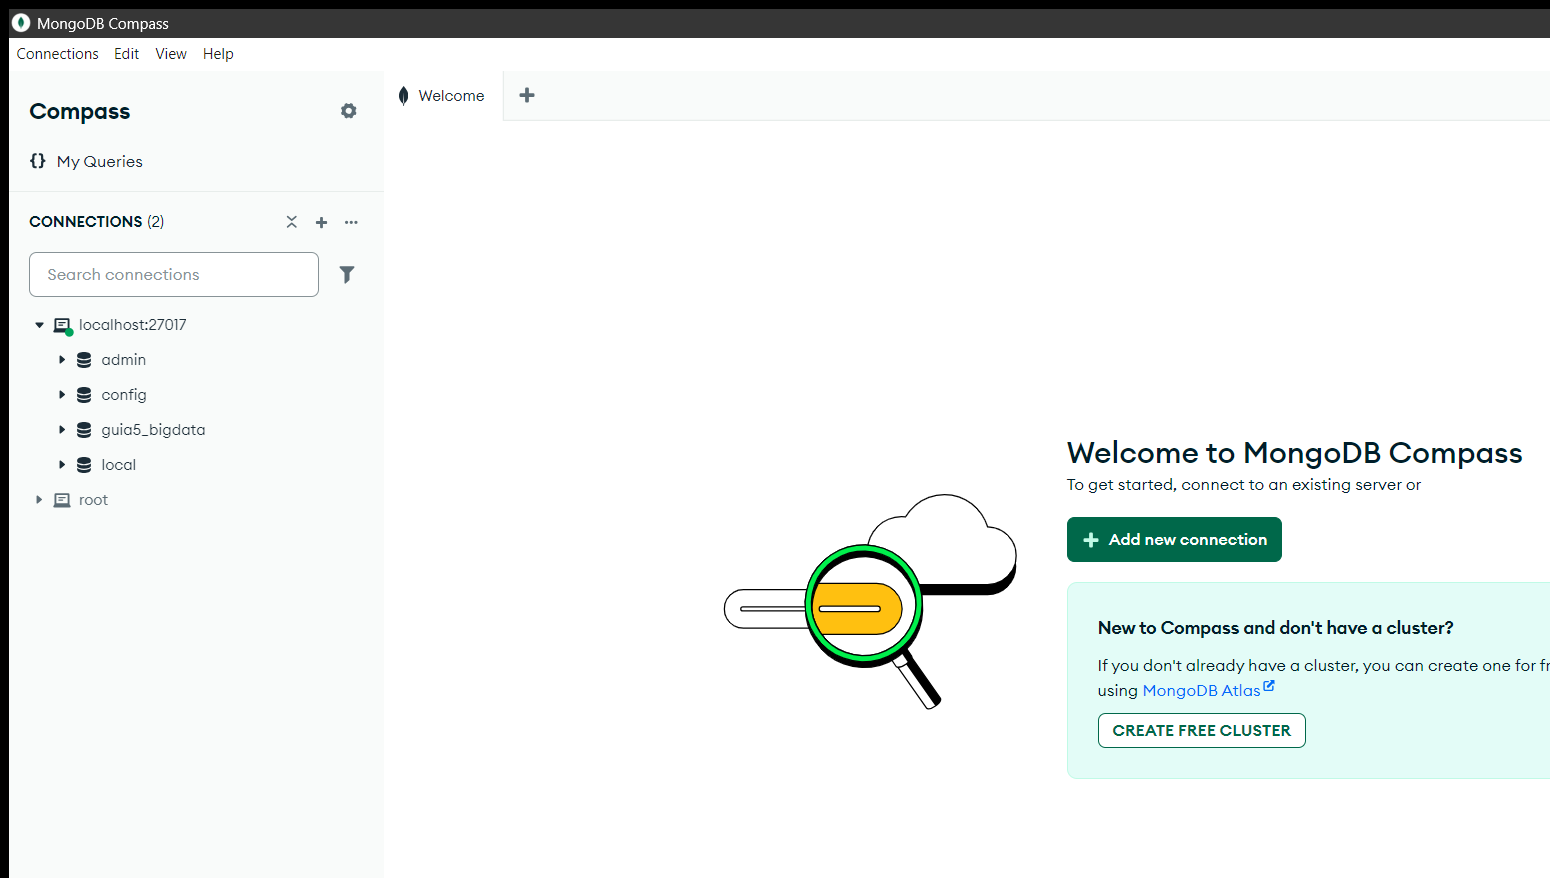 MongoDB Compass
Connections Edit View Help
Compass
My Queries
CONNECTIONS (2)
Search connections
localhost:27017
admin
config
guia5_bigdata
local
root
Welcome
Welcome to MongoDB Compass
To get started, connect to an existing server or
Add new connection
New to Compass and don't have a cluster?
If you don't already have a cluster, you can create one for fr
using MongoDB Atlas
CREATE FREE CLUSTER